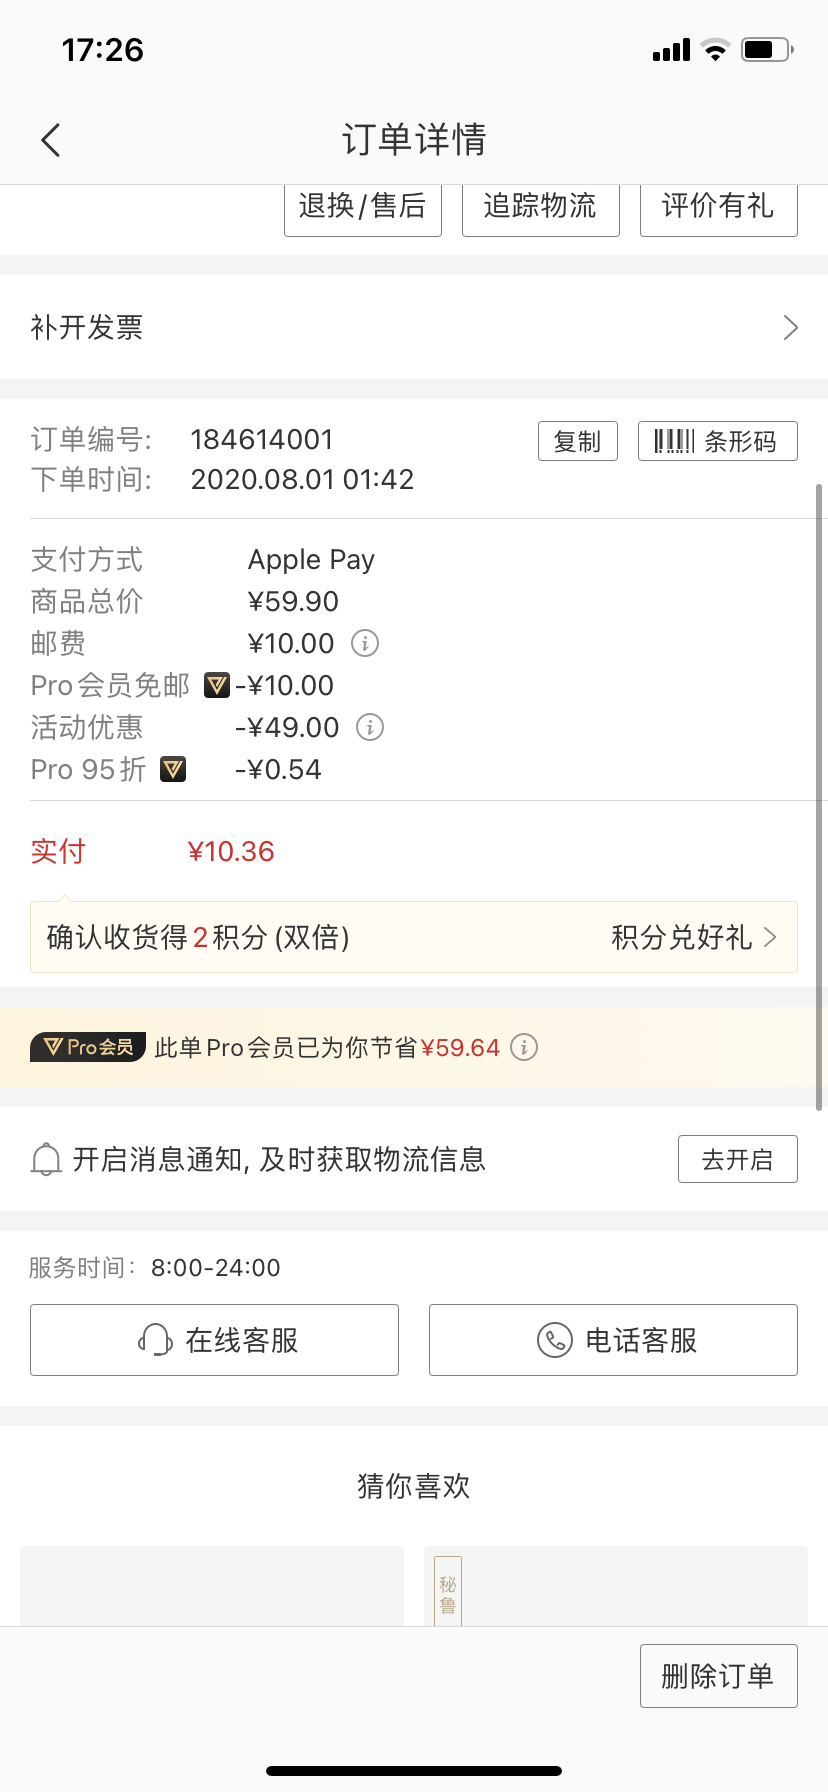 17:26
订单详情
退换/售后 追踪物流 评价有礼
补开发票
订单编号: 184614001 复制 条形码
下单时间: 2020.08.01 01:42
支付方式 Apple Pay
商品总价 ¥59.90
邮费 ¥10.00
Pro会员免邮 -¥10.00
活动优惠 -¥49.00
Pro 95折 -¥0.54
实付 ¥10.36
确认收货得2积分(双倍) 积分兑好礼
Pro会员 此单Pro会员已为你节省¥59.64
开启消息通知, 及时获取物流信息 去开启
服务时间: 8:00-24:00
在线客服 电话客服
猜你喜欢
秘鲁
删除订单